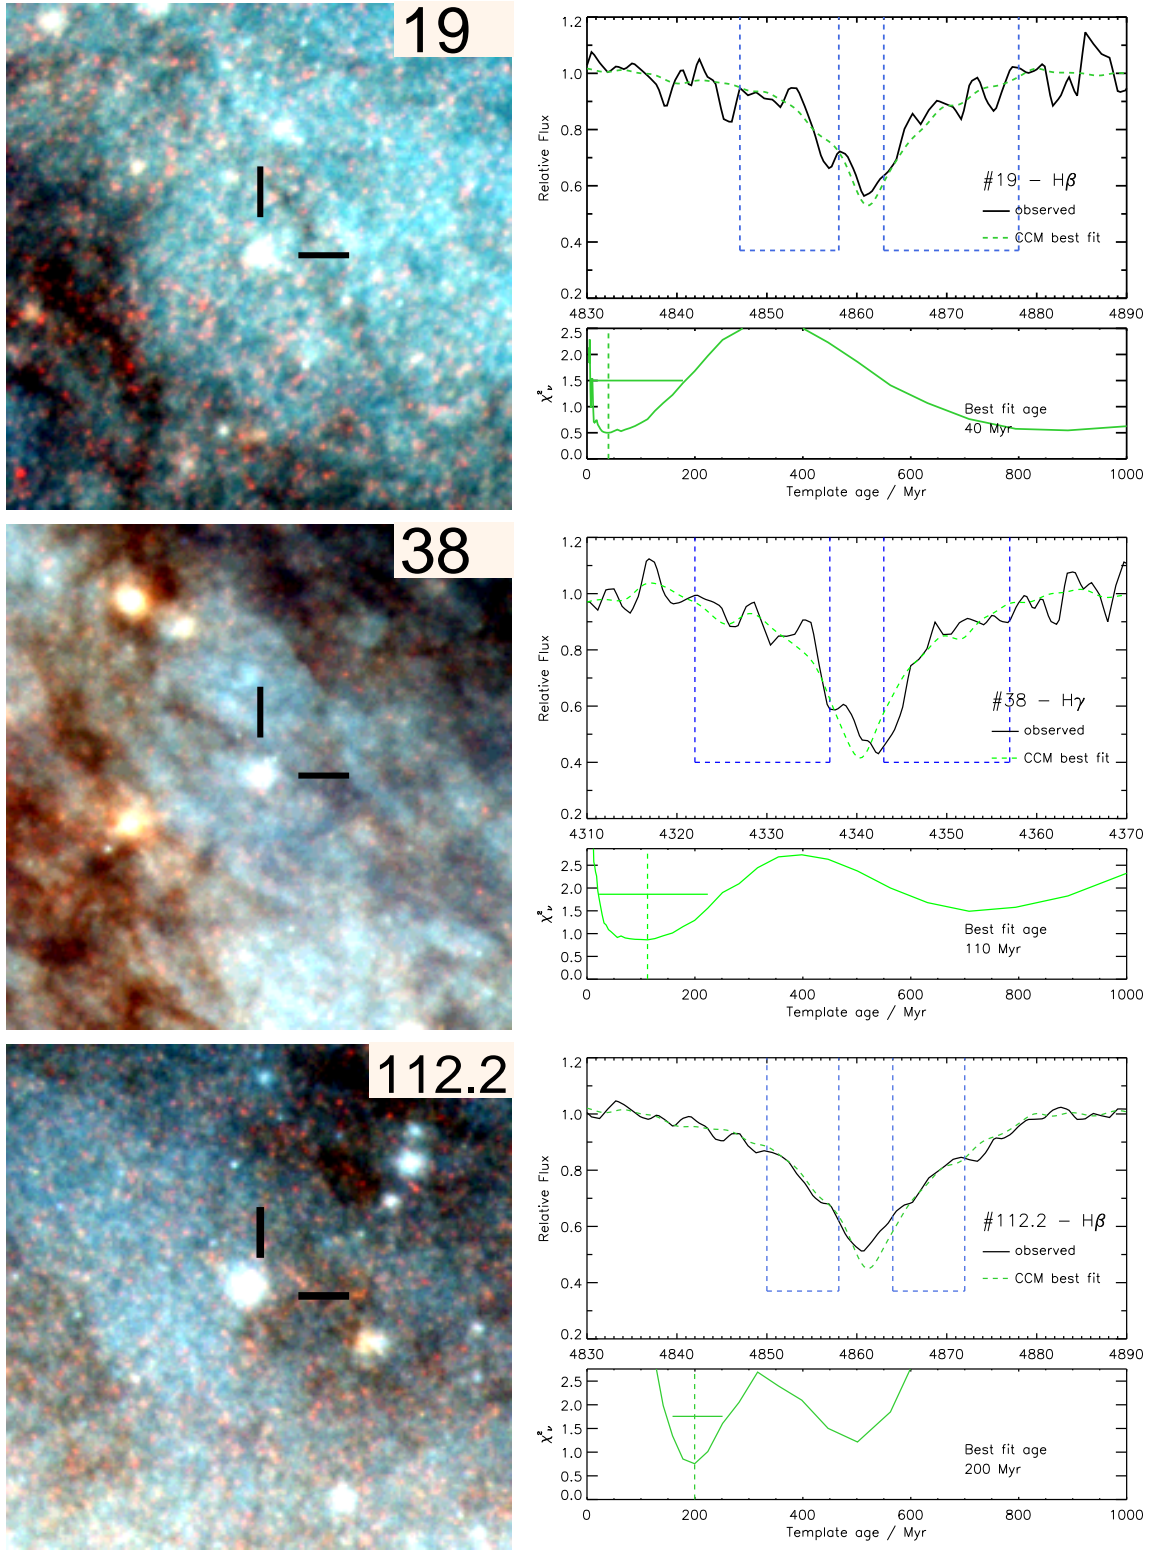 19
1.2
1.0
0.8
0.6
0.4
0.2
Relative Flux
#19 – Hβ
observed
CCM best fit
4830 4840 4850 4860 4870 4880 4890
2.5
2.0
1.5
1.0
0.5
0.0
χ²ᵥ
Best fit age
40 Myr
0 200 400 600 800 1000
Template age / Myr
38
1.2
1.0
0.8
0.6
0.4
0.2
Relative Flux
#38 – Hγ
observed
CCM best fit
4310 4320 4330 4340 4350 4360 4370
2.5
2.0
1.5
1.0
0.5
0.0
χ²ᵥ
Best fit age
110 Myr
0 200 400 600 800 1000
Template age / Myr
112.2
1.2
1.0
0.8
0.6
0.4
0.2
Relative Flux
#112.2 – Hβ
observed
CCM best fit
4830 4840 4850 4860 4870 4880 4890
2.5
2.0
1.5
1.0
0.5
0.0
χ²ᵥ
Best fit age
200 Myr
0 200 400 600 800 1000
Template age / Myr